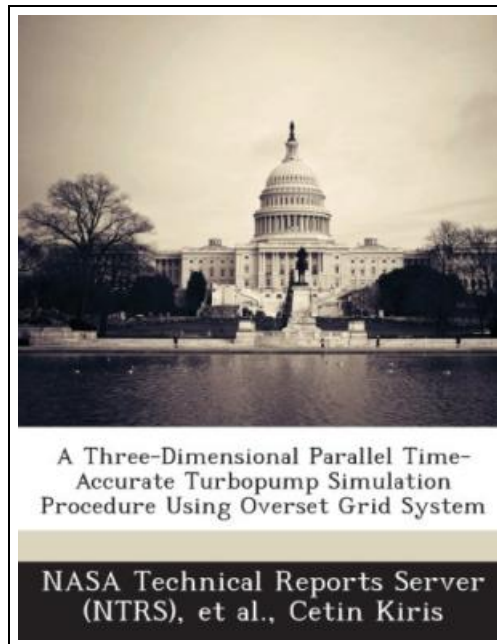 A Three-Dimensional Parallel Time-
Accurate Turbopump Simulation
Procedure Using Overset Grid System
NASA Technical Reports Server
(NTRS), et al., Cetin Kiris